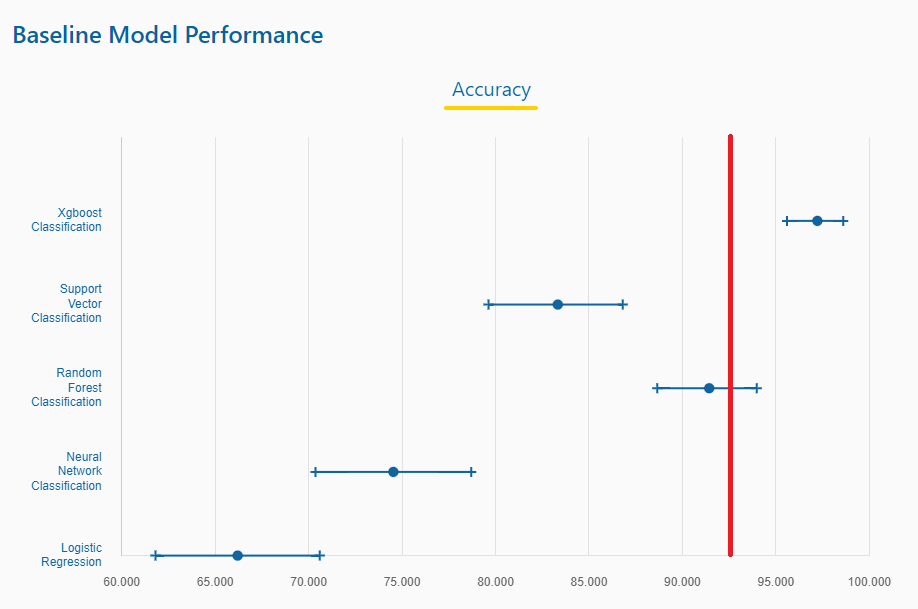 Baseline Model Performance
Accuracy
Xgboost
Classification
Support
Vector
Classification
Random
Forest
Classification
Neural
Network
Classification
Logistic
Regression
60.000 65.000 70.000 75.000 80.000 85.000 90.000 95.000 100.000